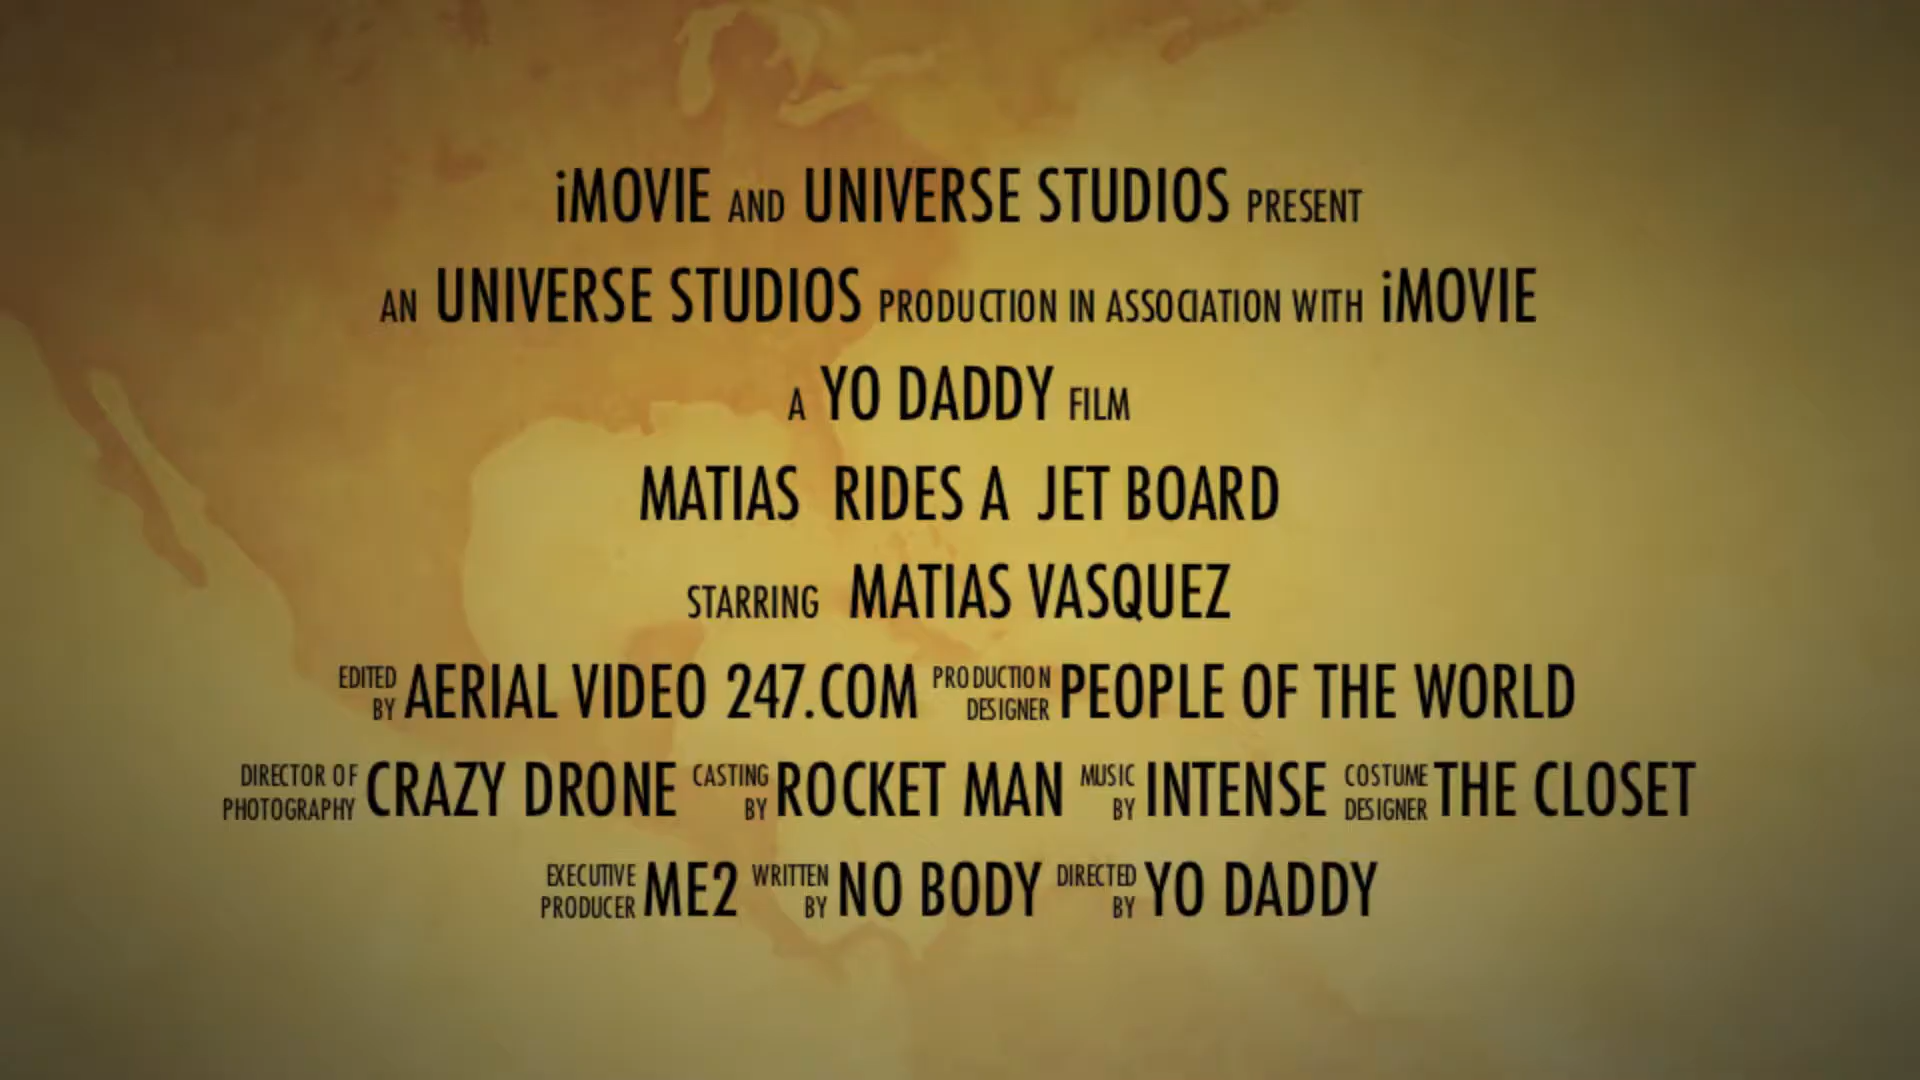 iMOVIE AND UNIVERSE STUDIOS PRESENT
AN UNIVERSE STUDIOS PRODUCTION IN ASSOCIATION WITH iMOVIE
A YO DADDY FILM
MATIAS RIDES A JET BOARD
STARRING MATIAS VASQUEZ
EDITED BY AERIAL VIDEO 247.COM PRODUCTION DESIGNER PEOPLE OF THE WORLD
DIRECTOR OF PHOTOGRAPHY CRAZY DRONE CASTING BY ROCKET MAN MUSIC BY INTENSE COSTUME DESIGNER THE CLOSET
EXECUTIVE PRODUCER ME2 WRITTEN BY NO BODY DIRECTED BY YO DADDY